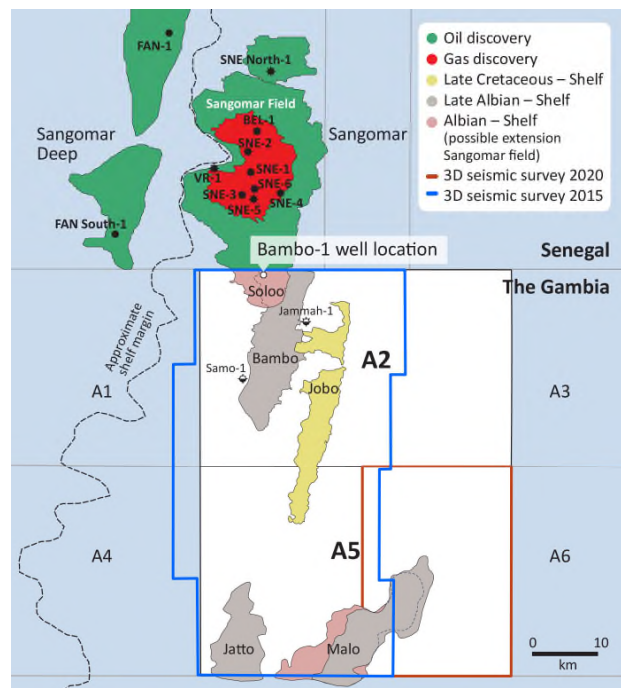 FAN-1
SNE North-1
Sangomar Field
BEL-1
SNE-2
Sangomar
Deep
Sangomar
VR-1
SNE-1
SNE-6
SNE-3
SNE-5
SNE-4
FAN South-1
Oil discovery
Gas discovery
Late Cretaceous – Shelf
Late Albian – Shelf
Albian – Shelf
(possible extension
Sangomar field)
3D seismic survey 2020
3D seismic survey 2015
Bambo-1 well location
Senegal
The Gambia
Soloo
Jammah-1
Approximate
shelf margin
Bambo
A2
Samo-1
Jobo
A1
A3
A5
A4
A6
Jatto
Malo
0
10
km